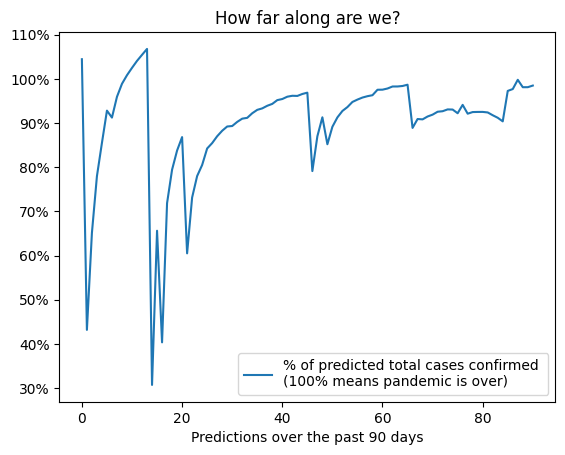 How far along are we?
110%
100%
90%
80%
70%
60%
50%
40%
30%
% of predicted total cases confirmed
(100% means pandemic is over)
0 20 40 60 80
Predictions over the past 90 days